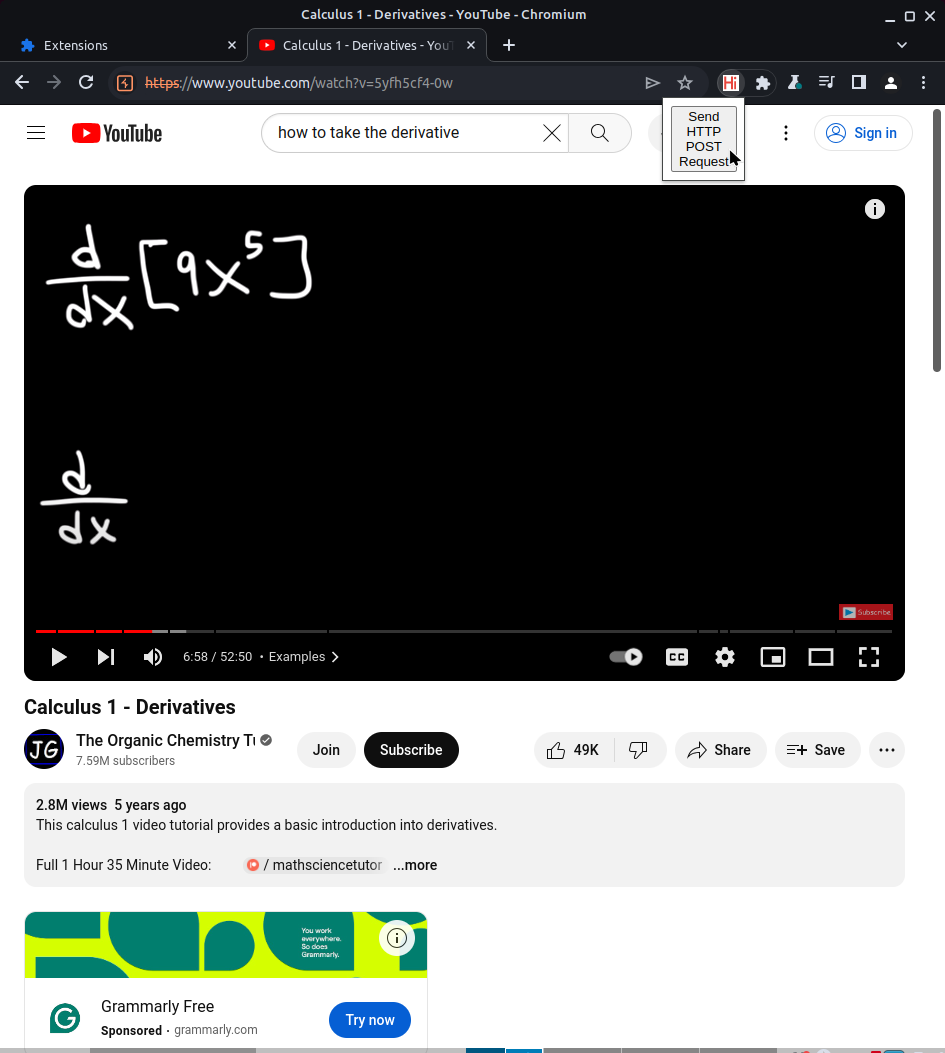 Calculus 1 - Derivatives - YouTube - Chromium
Extensions
Calculus 1 - Derivatives - You
https://www.youtube.com/watch?v=5yfh5cf4-0w
Hi
Send
HTTP
POST
Request
YouTube
how to take the derivative
Sign in
d/dx [9x^5]
d/dx
Subscribe
6:58 / 52:50 • Examples
CC
Calculus 1 - Derivatives
JG
The Organic Chemistry Tu
7.59M subscribers
Join
Subscribe
49K
Share
Save
2.8M views 5 years ago
This calculus 1 video tutorial provides a basic introduction into derivatives.
Full 1 Hour 35 Minute Video: / mathsciencetutor ...more
You work
everywhere.
So does
Grammarly.
Grammarly Free
Sponsored · grammarly.com
Try now